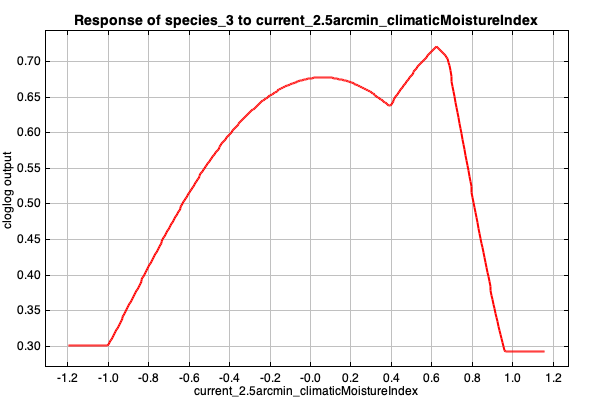 Response of species_3 to current_2.5arcmin_climaticMoistureIndex
cloglog output
0.70
0.65
0.60
0.55
0.50
0.45
0.40
0.35
0.30
-1.2 -1.0 -0.8 -0.6 -0.4 -0.2 -0.0 0.2 0.4 0.6 0.8 1.0 1.2
current_2.5arcmin_climaticMoistureIndex